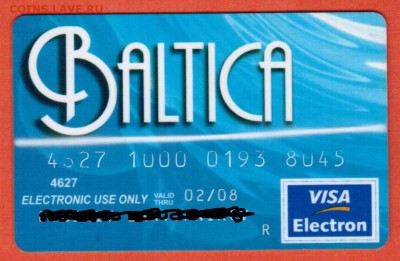 COINS.LAVE.RU
BALTICA
4627 1000 0193 8045
4627
ELECTRONIC USE ONLY VALID THRU 02/08
R
VISA
Electron